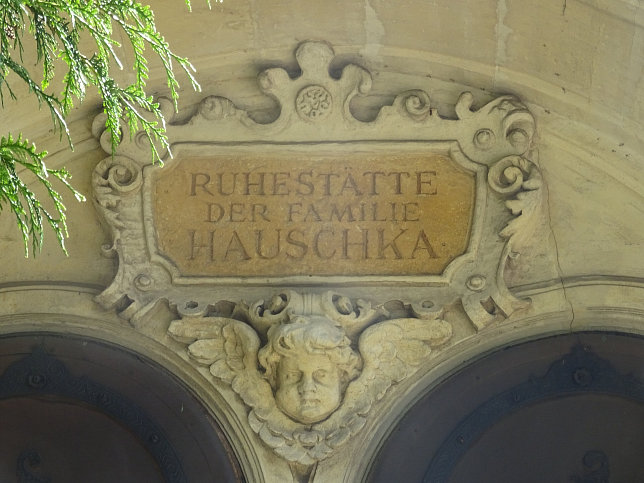 RUHESTÄTTE
DER FAMILIE
HAUSCHKA.